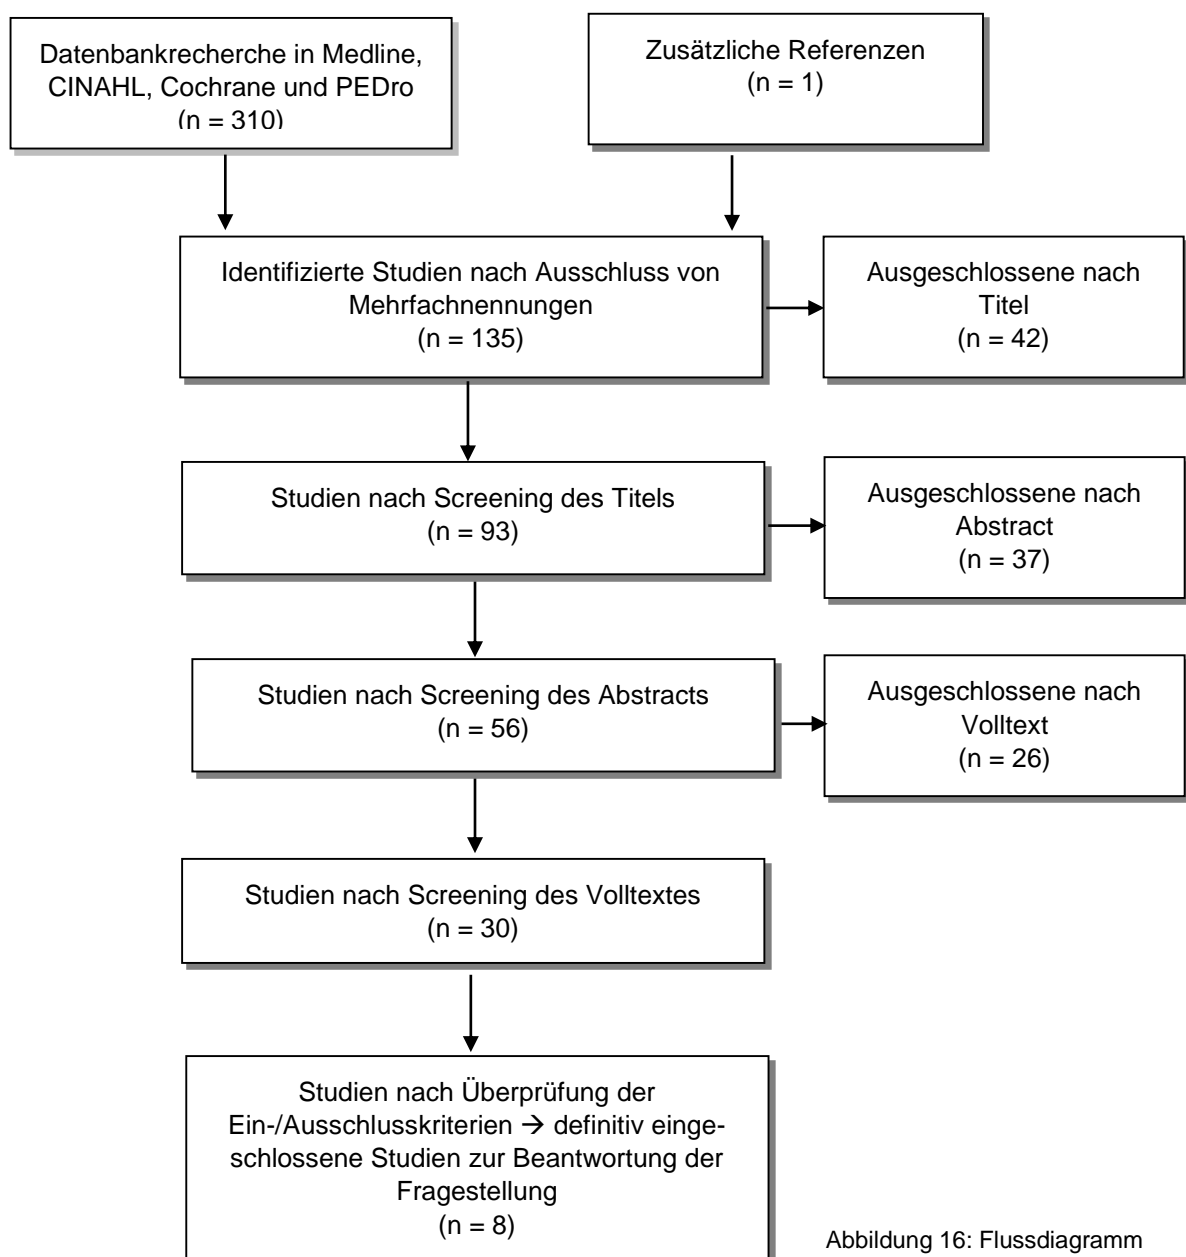 Datenbankrecherche in Medline,
CINAHL, Cochrane und PEDro
(n = 310)
Zusätzliche Referenzen
(n = 1)
Identifizierte Studien nach Ausschluss von
Mehrfachnennungen
(n = 135)
Ausgeschlossene nach
Titel
(n = 42)
Studien nach Screening des Titels
(n = 93)
Ausgeschlossene nach
Abstract
(n = 37)
Studien nach Screening des Abstracts
(n = 56)
Ausgeschlossene nach
Volltext
(n = 26)
Studien nach Screening des Volltextes
(n = 30)
Studien nach Überprüfung der
Ein-/Ausschlusskriterien → definitiv einge-
schlossene Studien zur Beantwortung der
Fragestellung
(n = 8)
Abbildung 16: Flussdiagramm